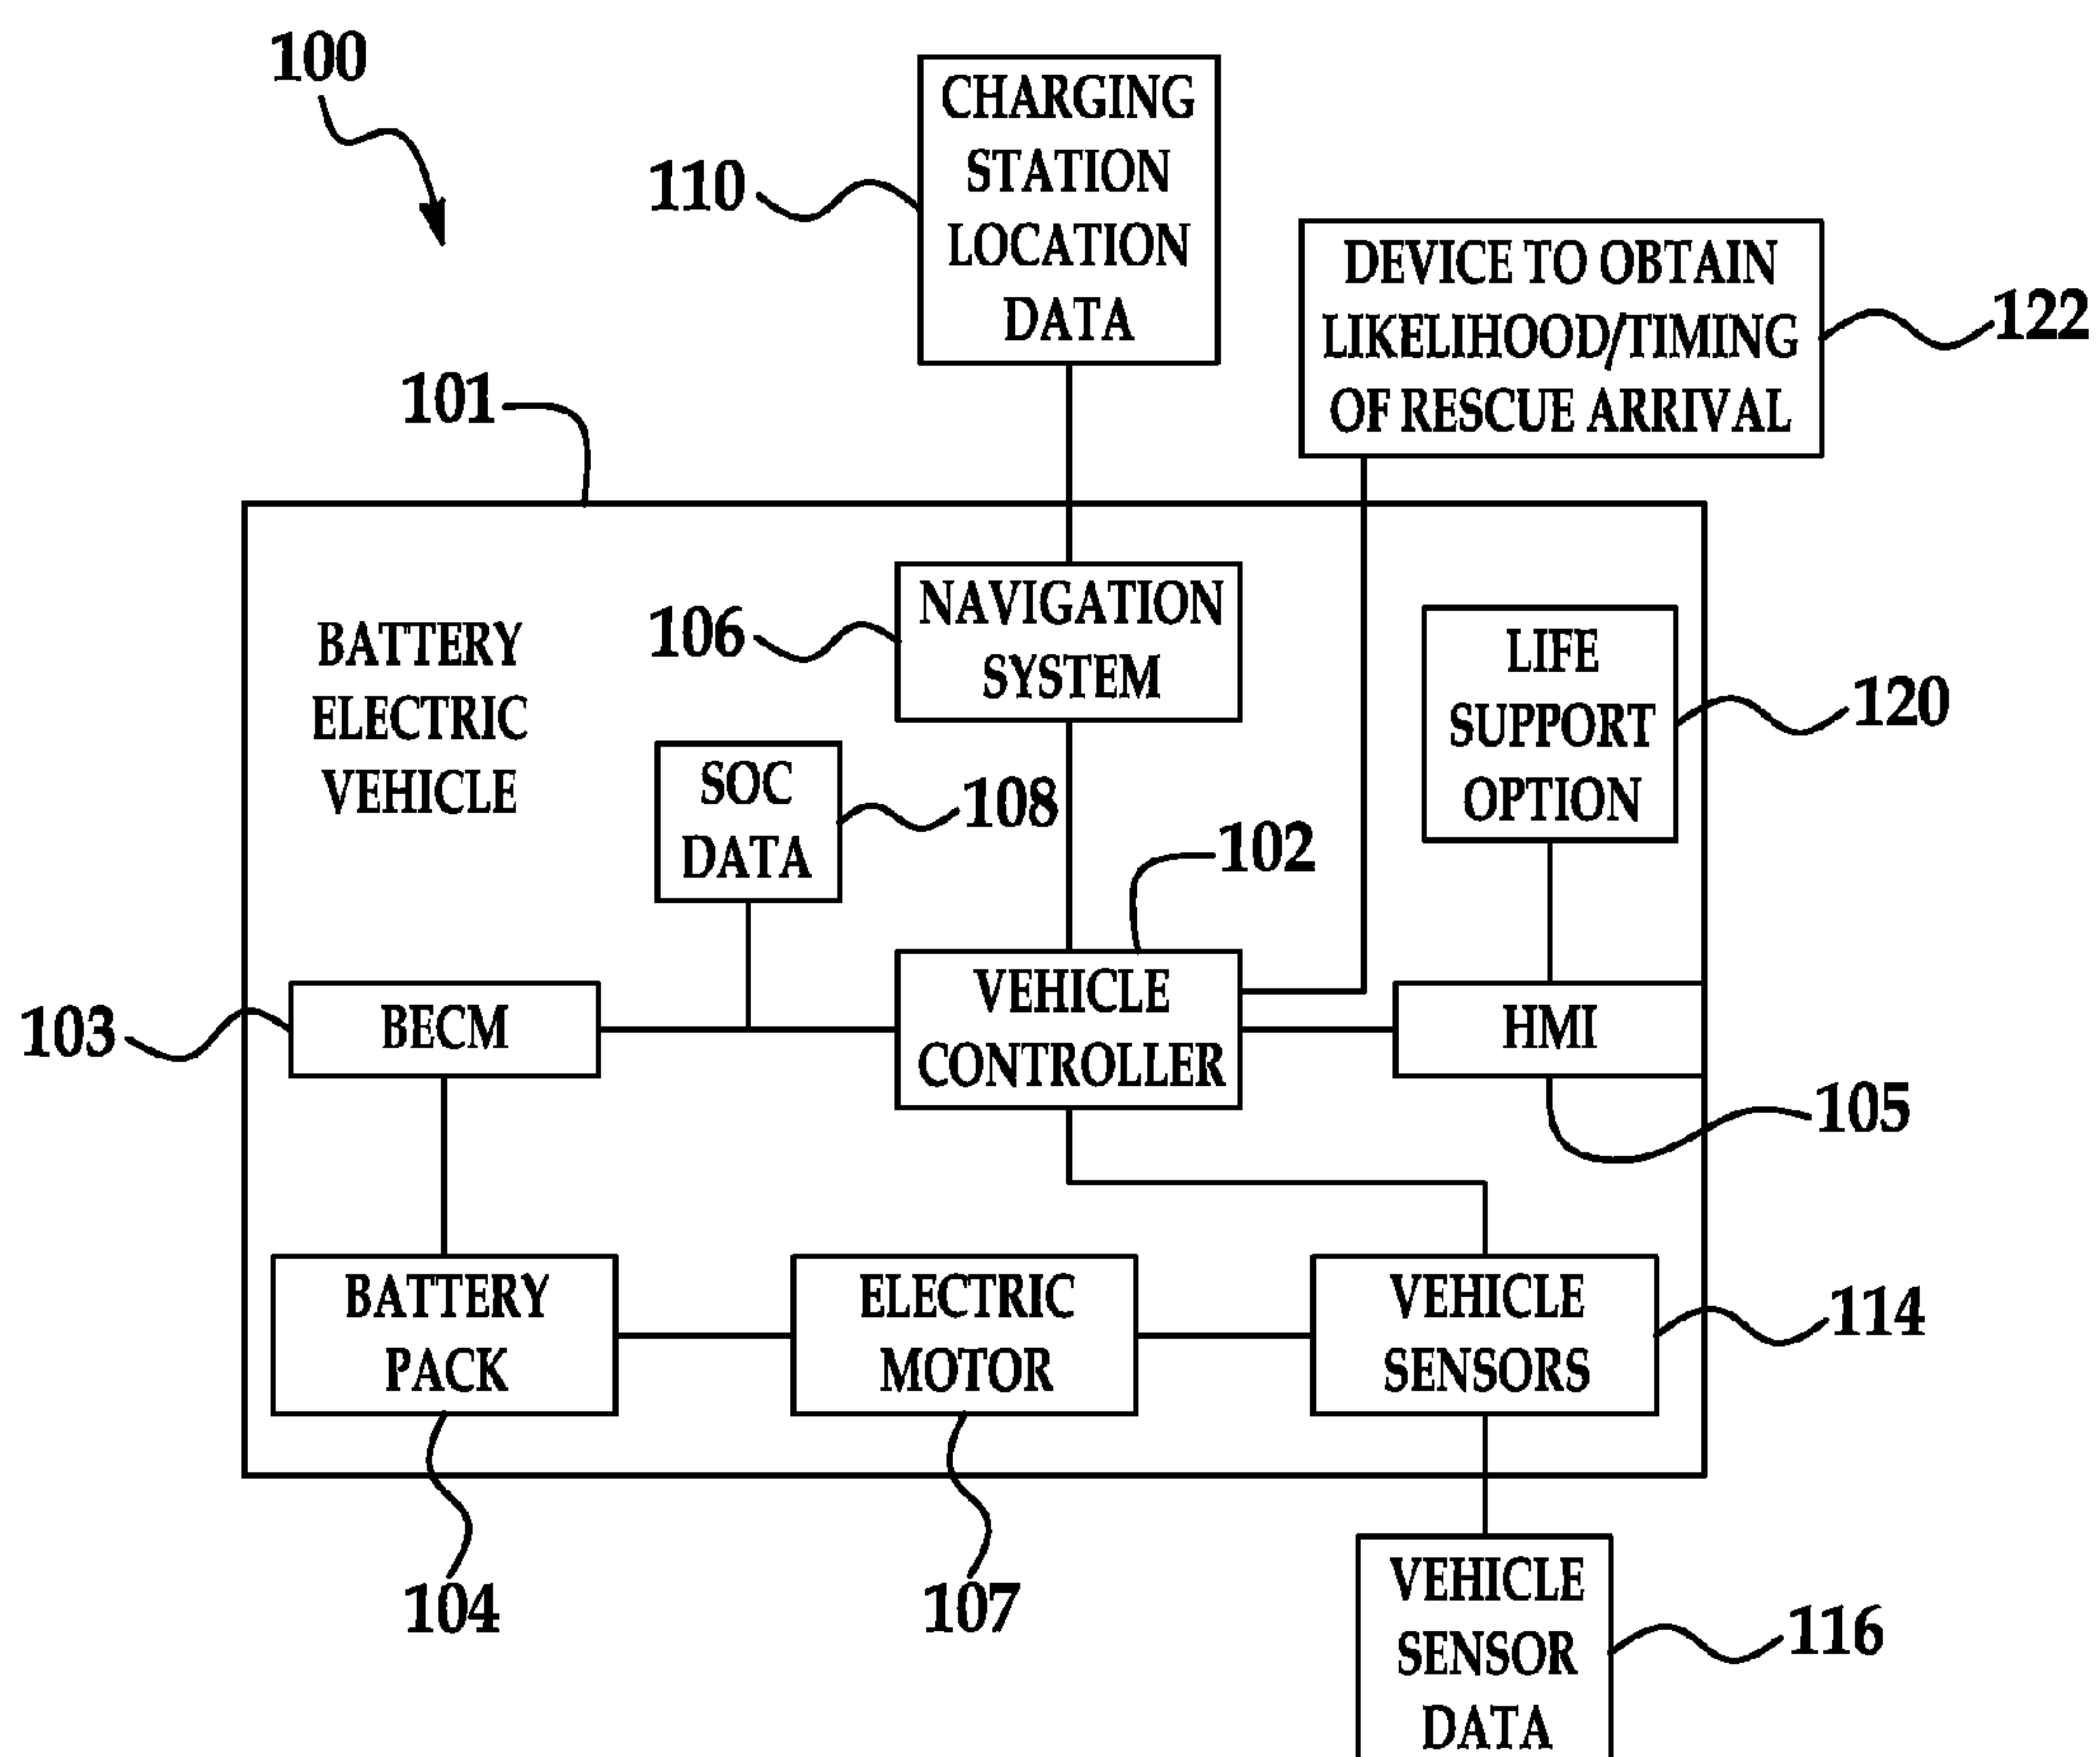 100
CHARGING
STATION
LOCATION
DATA
110
DEVICE TO OBTAIN
LIKELIHOOD/TIMING
OF RESCUE ARRIVAL
122
101
BATTERY
ELECTRIC
VEHICLE
106
NAVIGATION
SYSTEM
LIFE
SUPPORT
OPTION
120
SOC
DATA
108
102
103
BECM
VEHICLE
CONTROLLER
HMI
105
BATTERY
PACK
ELECTRIC
MOTOR
VEHICLE
SENSORS
114
104
107
VEHICLE
SENSOR
DATA
116